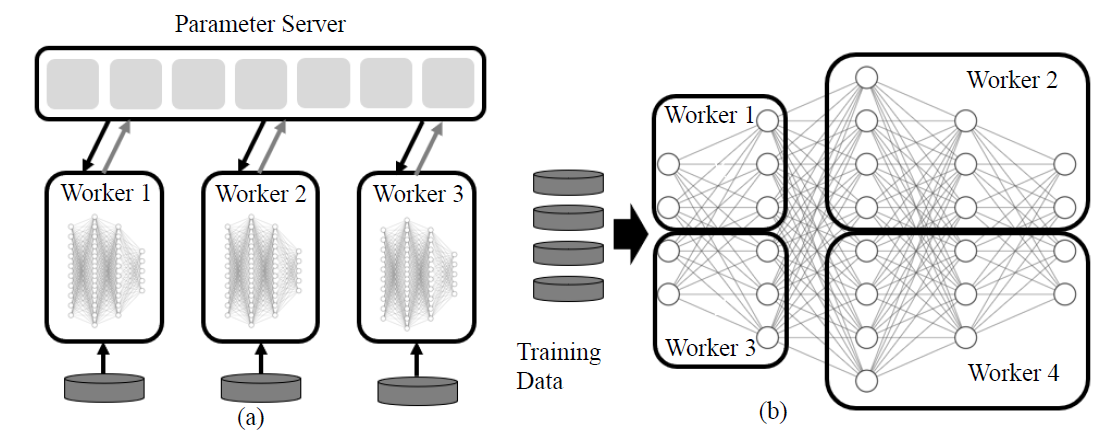 Parameter Server
Worker 1
Worker 2
Worker 3
(a)
Training
Data
Worker 1
Worker 2
Worker 3
Worker 4
(b)